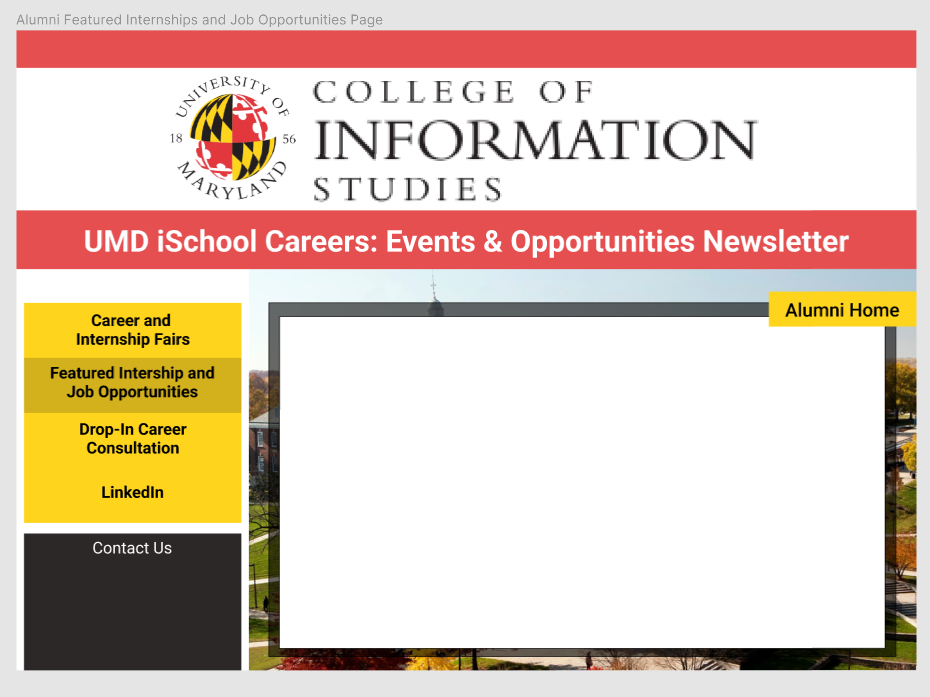 Alumni Featured Internships and Job Opportunities Page
UNIVERSITY OF
18 56
MARYLAND
COLLEGE OF
INFORMATION
STUDIES
UMD iSchool Careers: Events & Opportunities Newsletter
Alumni Home
Career and
Internship Fairs
Featured Intership and
Job Opportunities
Drop-In Career
Consultation
LinkedIn
Contact Us